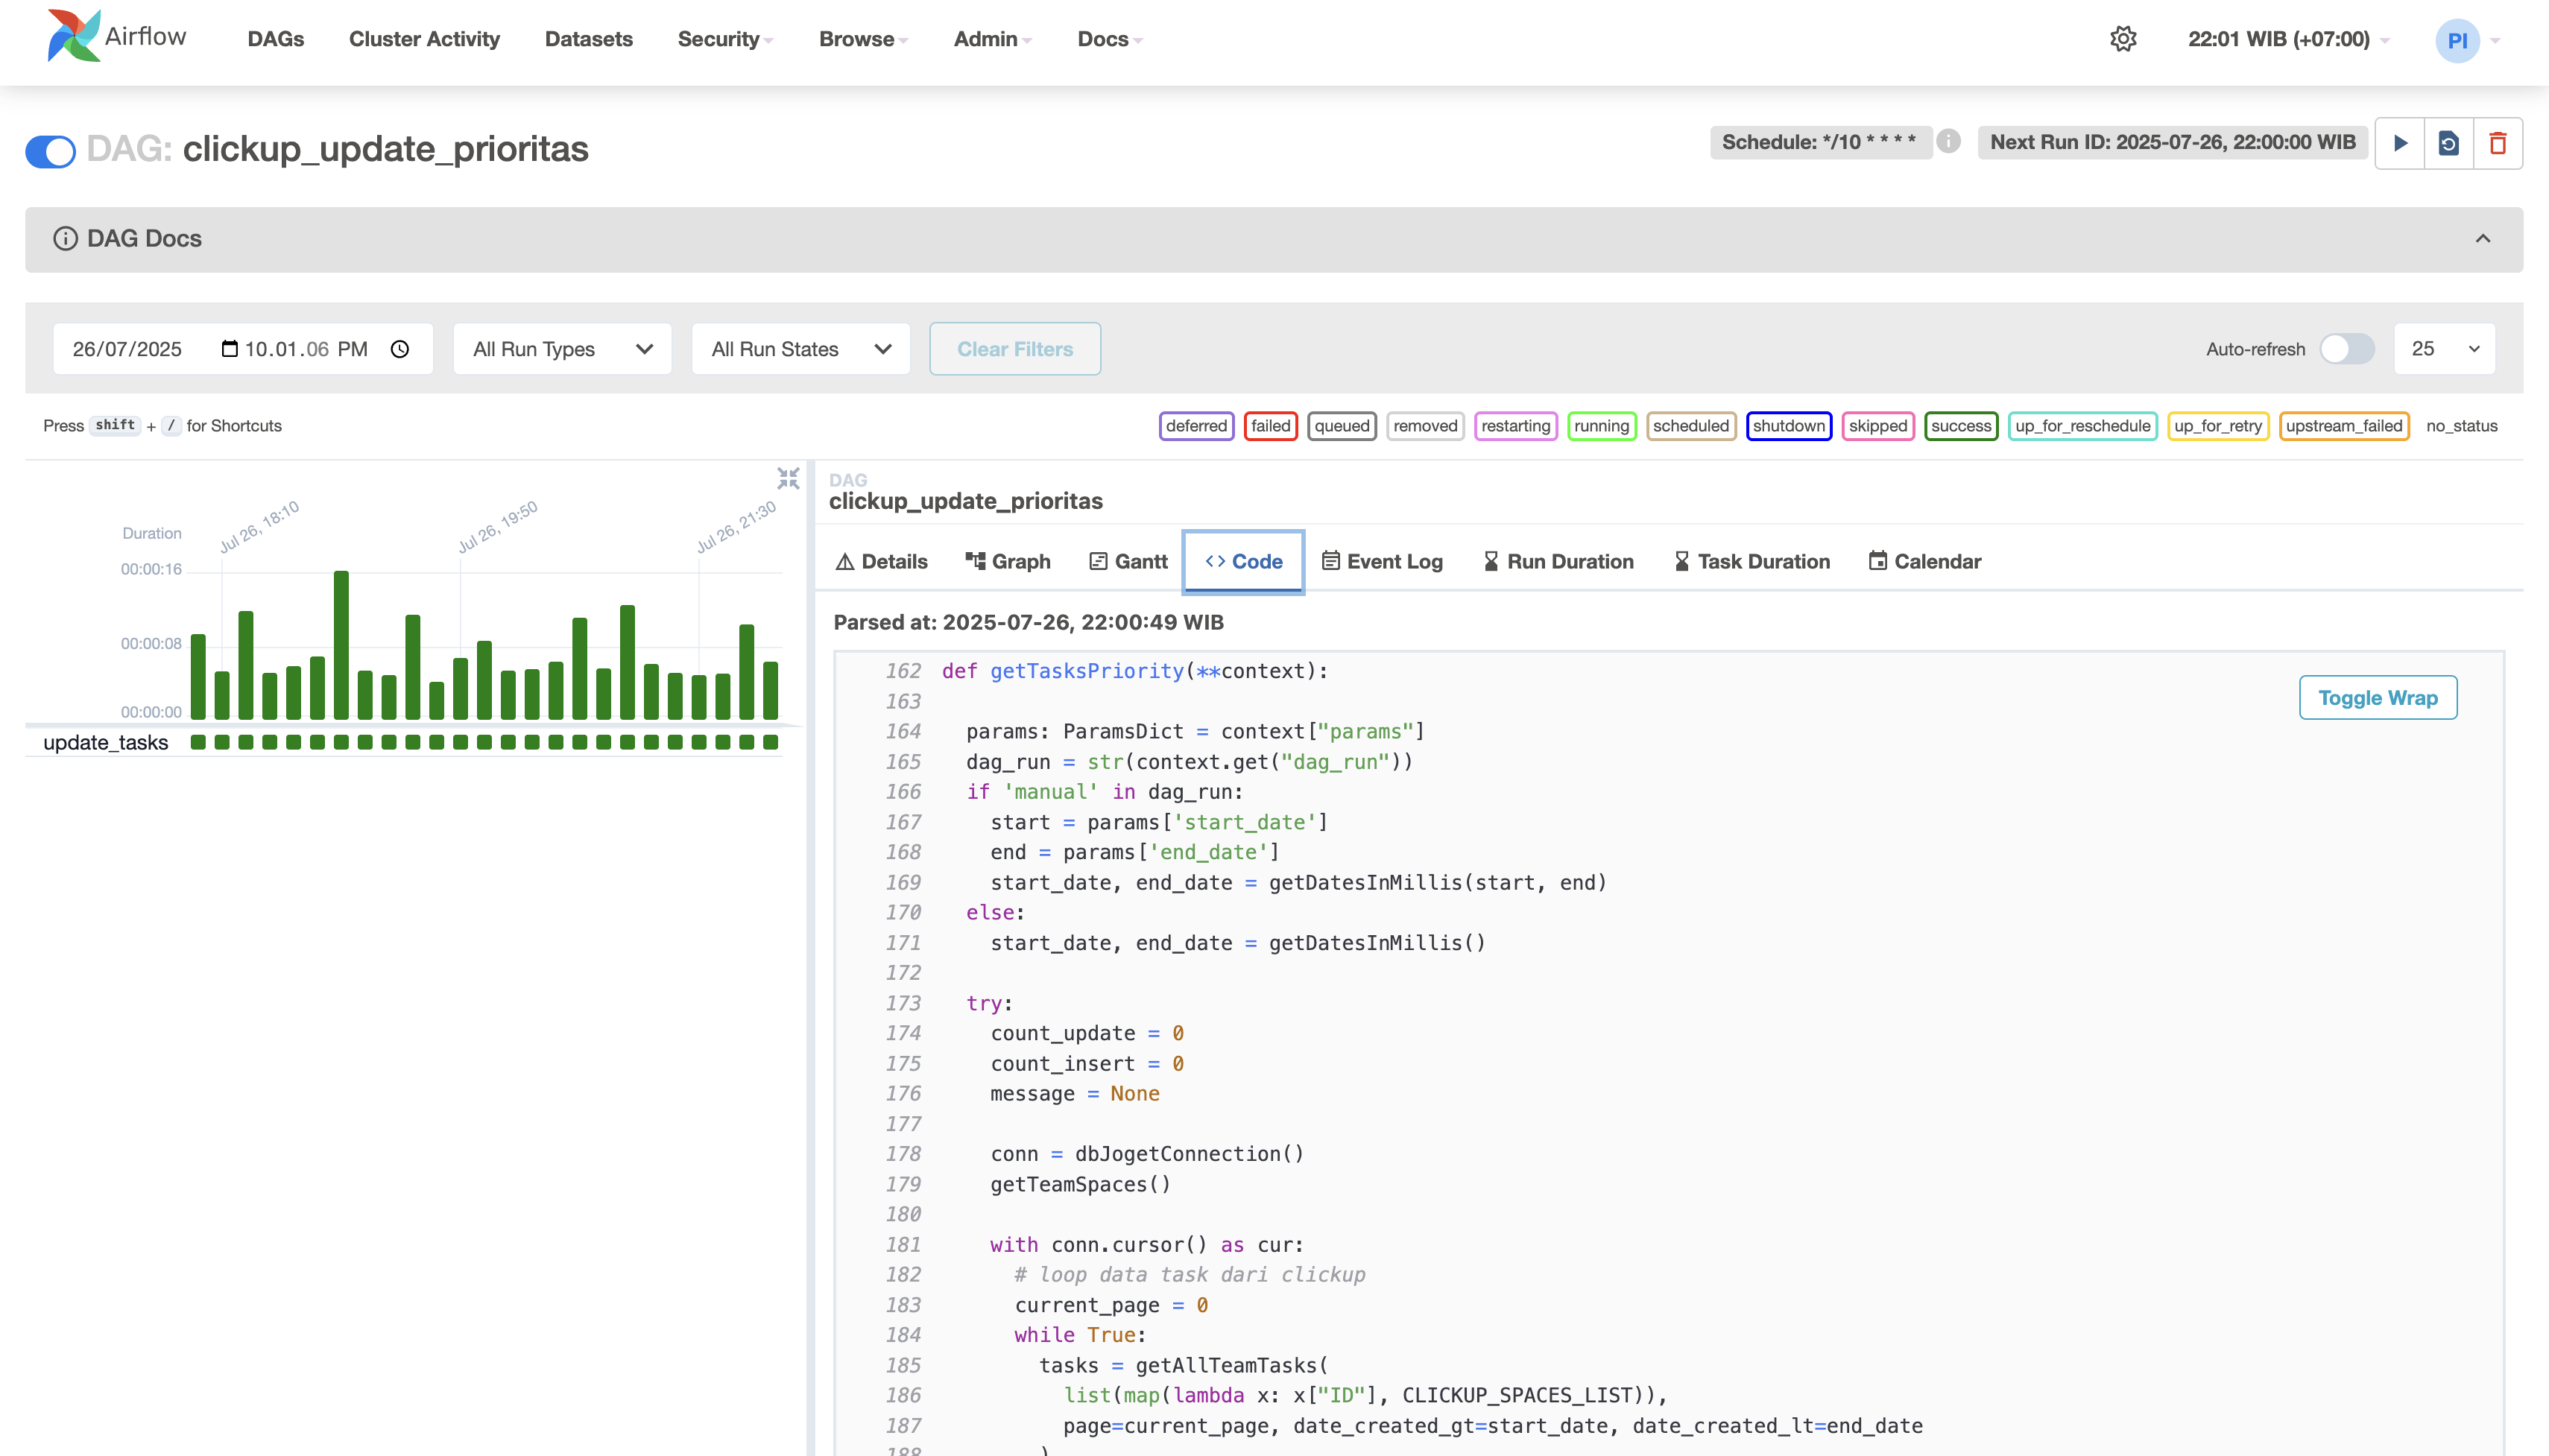 Airflow
DAGs Cluster Activity Datasets Security Browse Admin Docs 22:01 WIB (+07:00) PI
DAG: clickup_update_prioritas
Schedule: */10 * * * * Next Run ID: 2025-07-26, 22:00:00 WIB
DAG Docs
26/07/2025 10.01.06 PM All Run Types All Run States Clear Filters Auto-refresh 25
Press shift + / for Shortcuts
deferred failed queued removed restarting running scheduled shutdown skipped success up_for_reschedule up_for_retry upstream_failed no_status
Duration
Jul 26, 18:10 Jul 26, 19:50 Jul 26, 21:30
00:00:16
00:00:08
00:00:00
update_tasks
DAG
clickup_update_prioritas
Details Graph Gantt Code Event Log Run Duration Task Duration Calendar
Parsed at: 2025-07-26, 22:00:49 WIB
Toggle Wrap
162 def getTasksPriority(**context):
163
164   params: ParamsDict = context["params"]
165   dag_run = str(context.get("dag_run"))
166   if 'manual' in dag_run:
167     start = params['start_date']
168     end = params['end_date']
169     start_date, end_date = getDatesInMillis(start, end)
170   else:
171     start_date, end_date = getDatesInMillis()
172
173   try:
174     count_update = 0
175     count_insert = 0
176     message = None
177
178     conn = dbJogetConnection()
179     getTeamSpaces()
180
181     with conn.cursor() as cur:
182       # loop data task dari clickup
183       current_page = 0
184       while True:
185         tasks = getAllTeamTasks(
186           list(map(lambda x: x["ID"], CLICKUP_SPACES_LIST)),
187           page=current_page, date_created_gt=start_date, date_created_lt=end_date
188         )